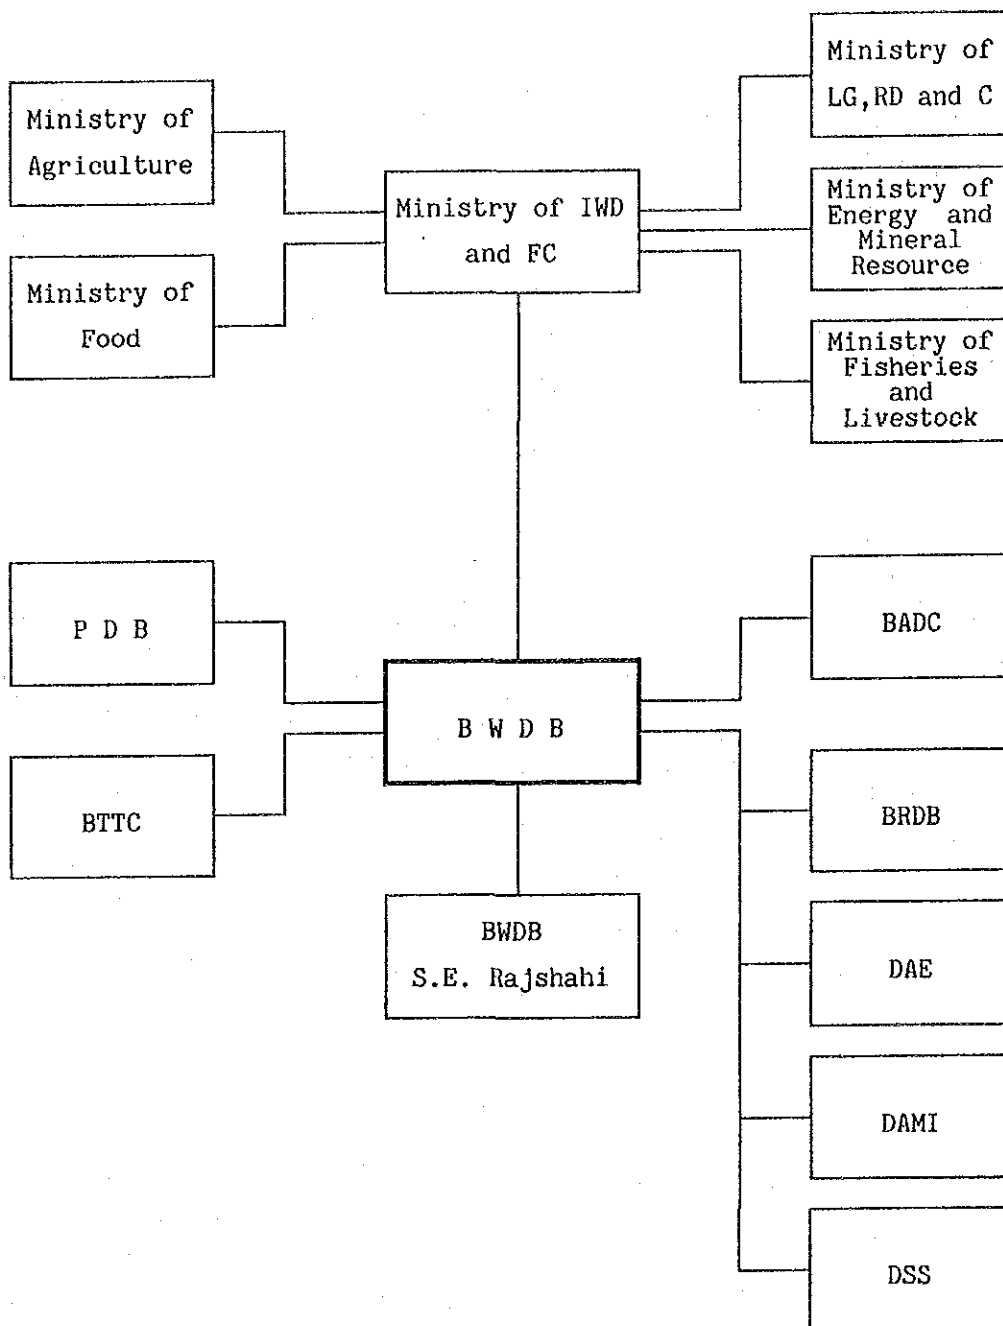 Ministry of
LG,RD and C
Ministry of
Agriculture
Ministry of IWD
and FC
Ministry of
Energy and
Mineral
Resource
Ministry of
Food
Ministry of
Fisheries
and
Livestock
P D B
BADC
B W D B
BTTC
BRDB
BWDB
S.E. Rajshahi
DAE
DAMI
DSS